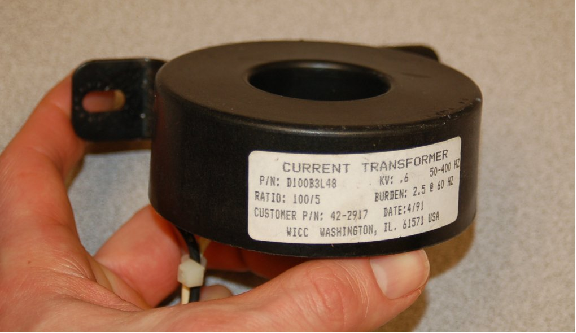 CURRENT TRANSFORMER
P/N: D100B3L48 KV: .6 50-400 HZ
RATIO: 100/5 BURDEN: 2.5 @ 60 HZ
CUSTOMER P/N: 42-2917 DATE:4/91
WICC WASHINGTON, IL. 61571 USA